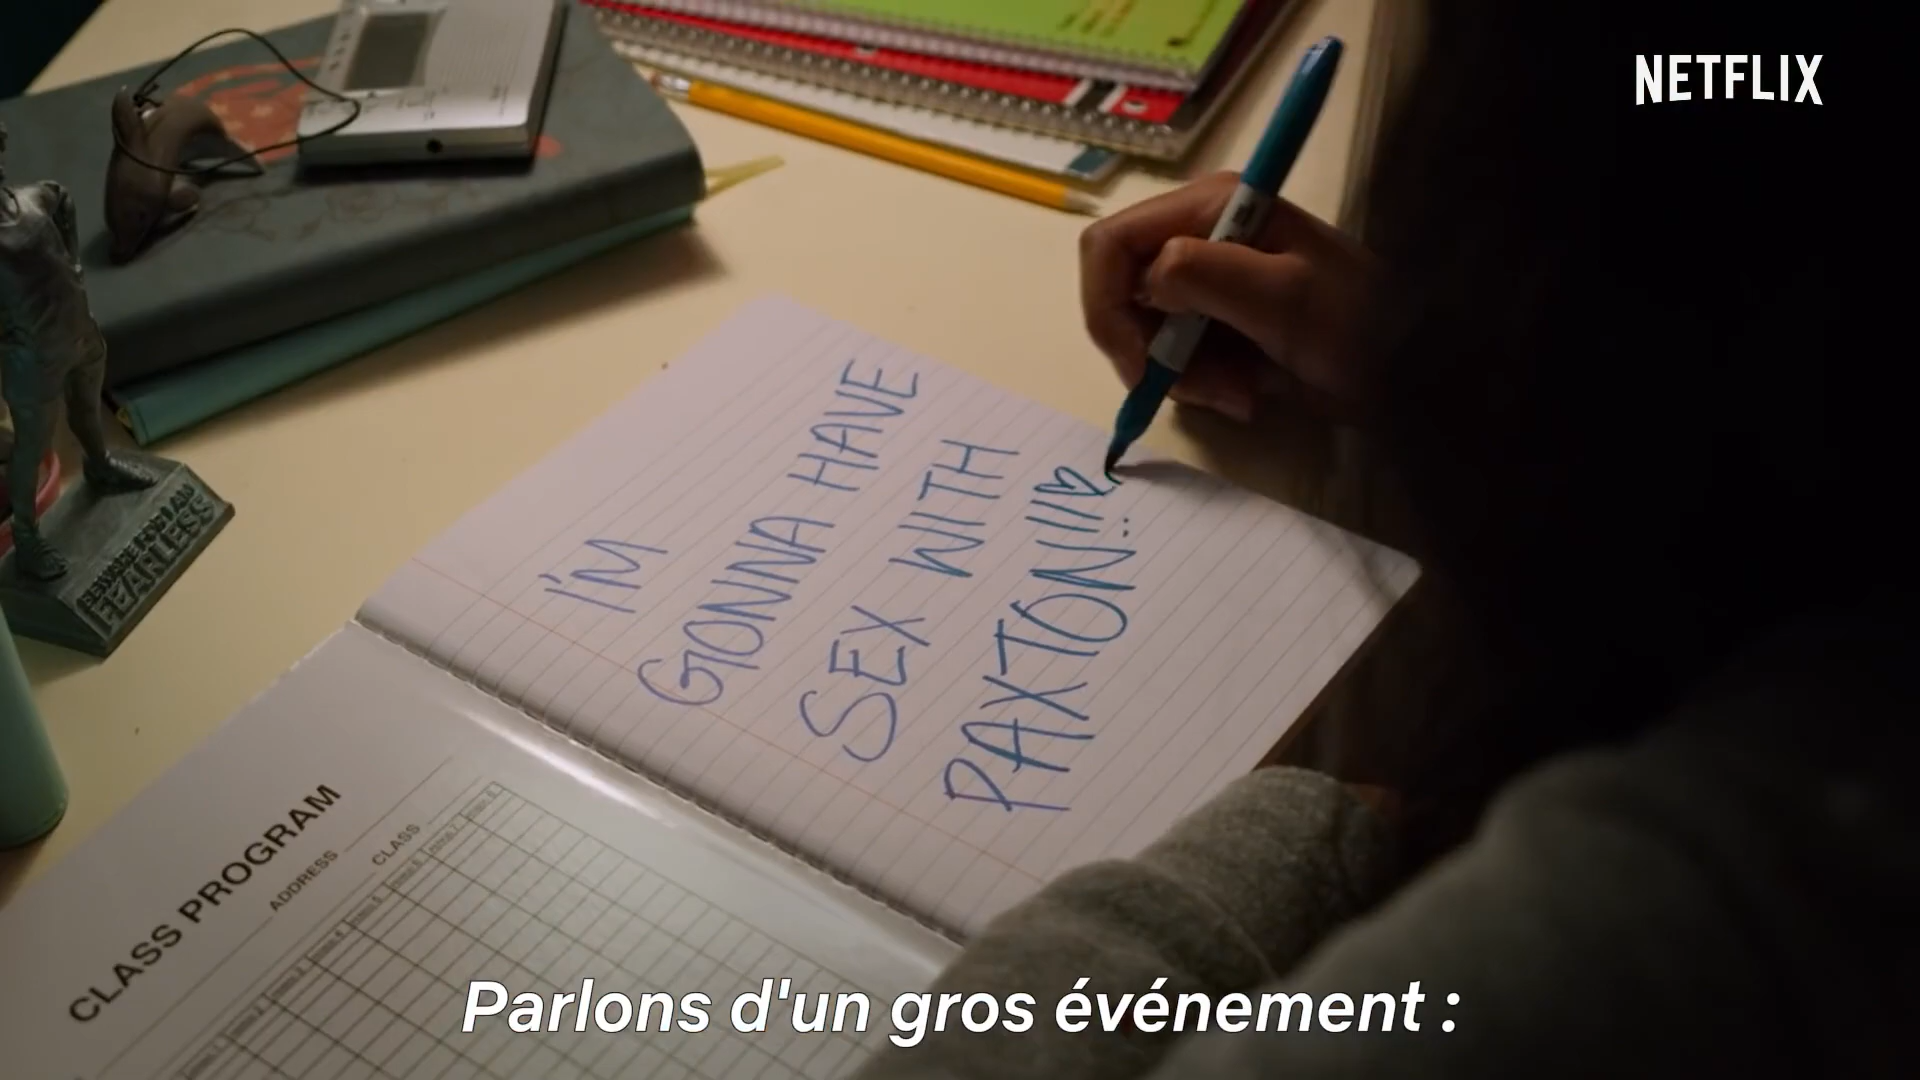 NETFLIX
I'M
GONNA HAVE
SEX WITH
PAXTON!!!
FEARLESS
CLASS PROGRAM
ADDRESS
CLASS
Parlons d'un gros événement :